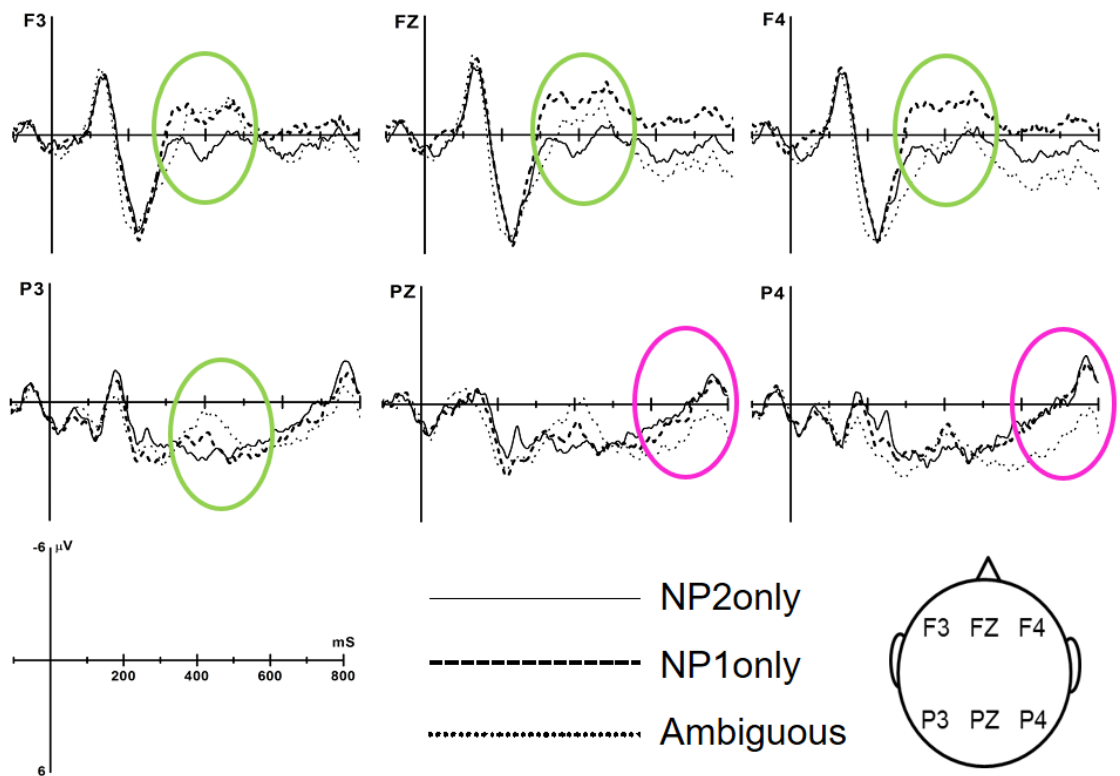 F3
FZ
F4
P3
PZ
P4
-6 μV
mS
200 400 600 800
6
NP2only
NP1only
Ambiguous
F3 FZ F4
P3 PZ P4